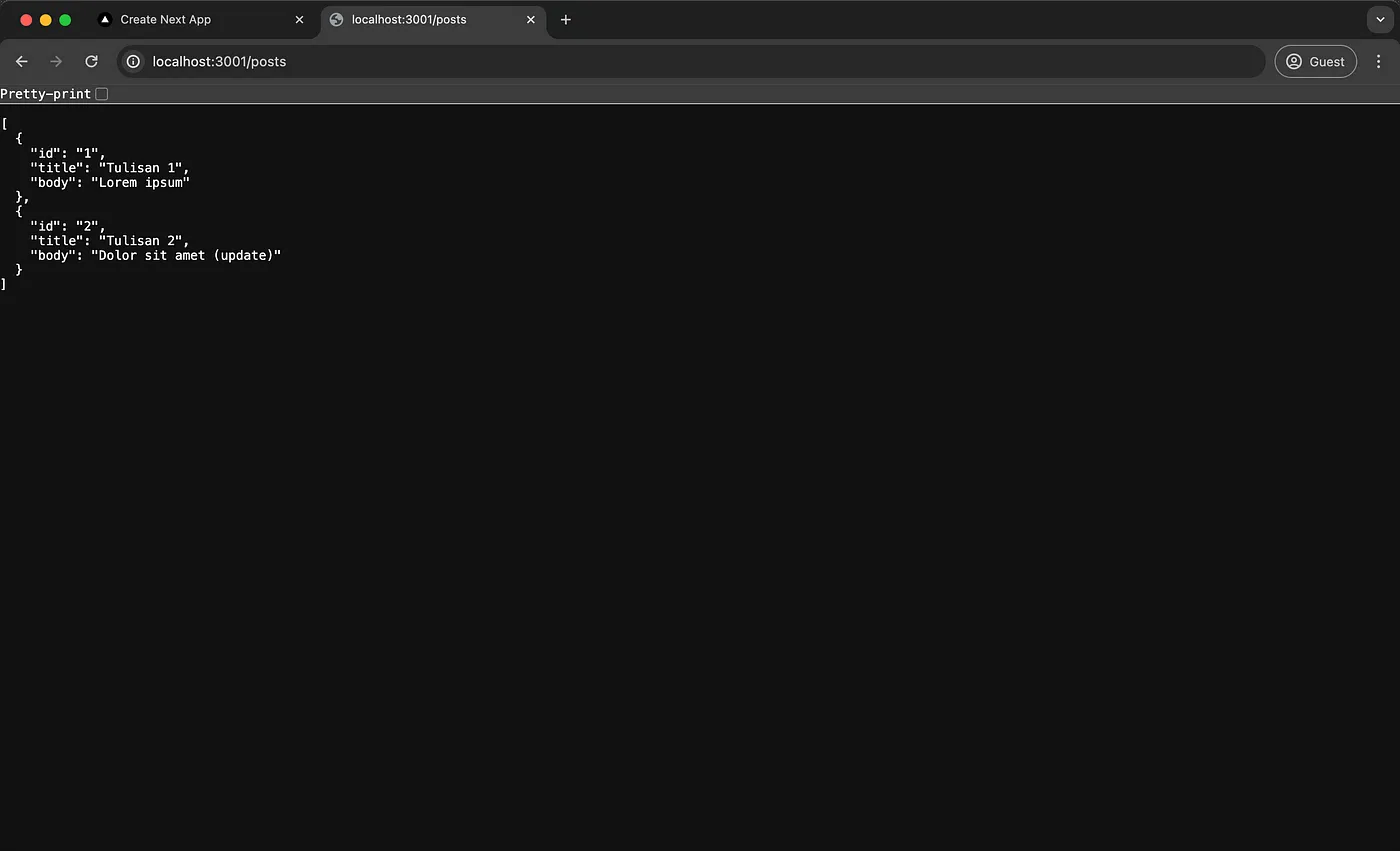 Create Next App
localhost:3001/posts
localhost:3001/posts
Guest
Pretty-print
[
  {
    "id": "1",
    "title": "Tulisan 1",
    "body": "Lorem ipsum"
  },
  {
    "id": "2",
    "title": "Tulisan 2",
    "body": "Dolor sit amet (update)"
  }
]